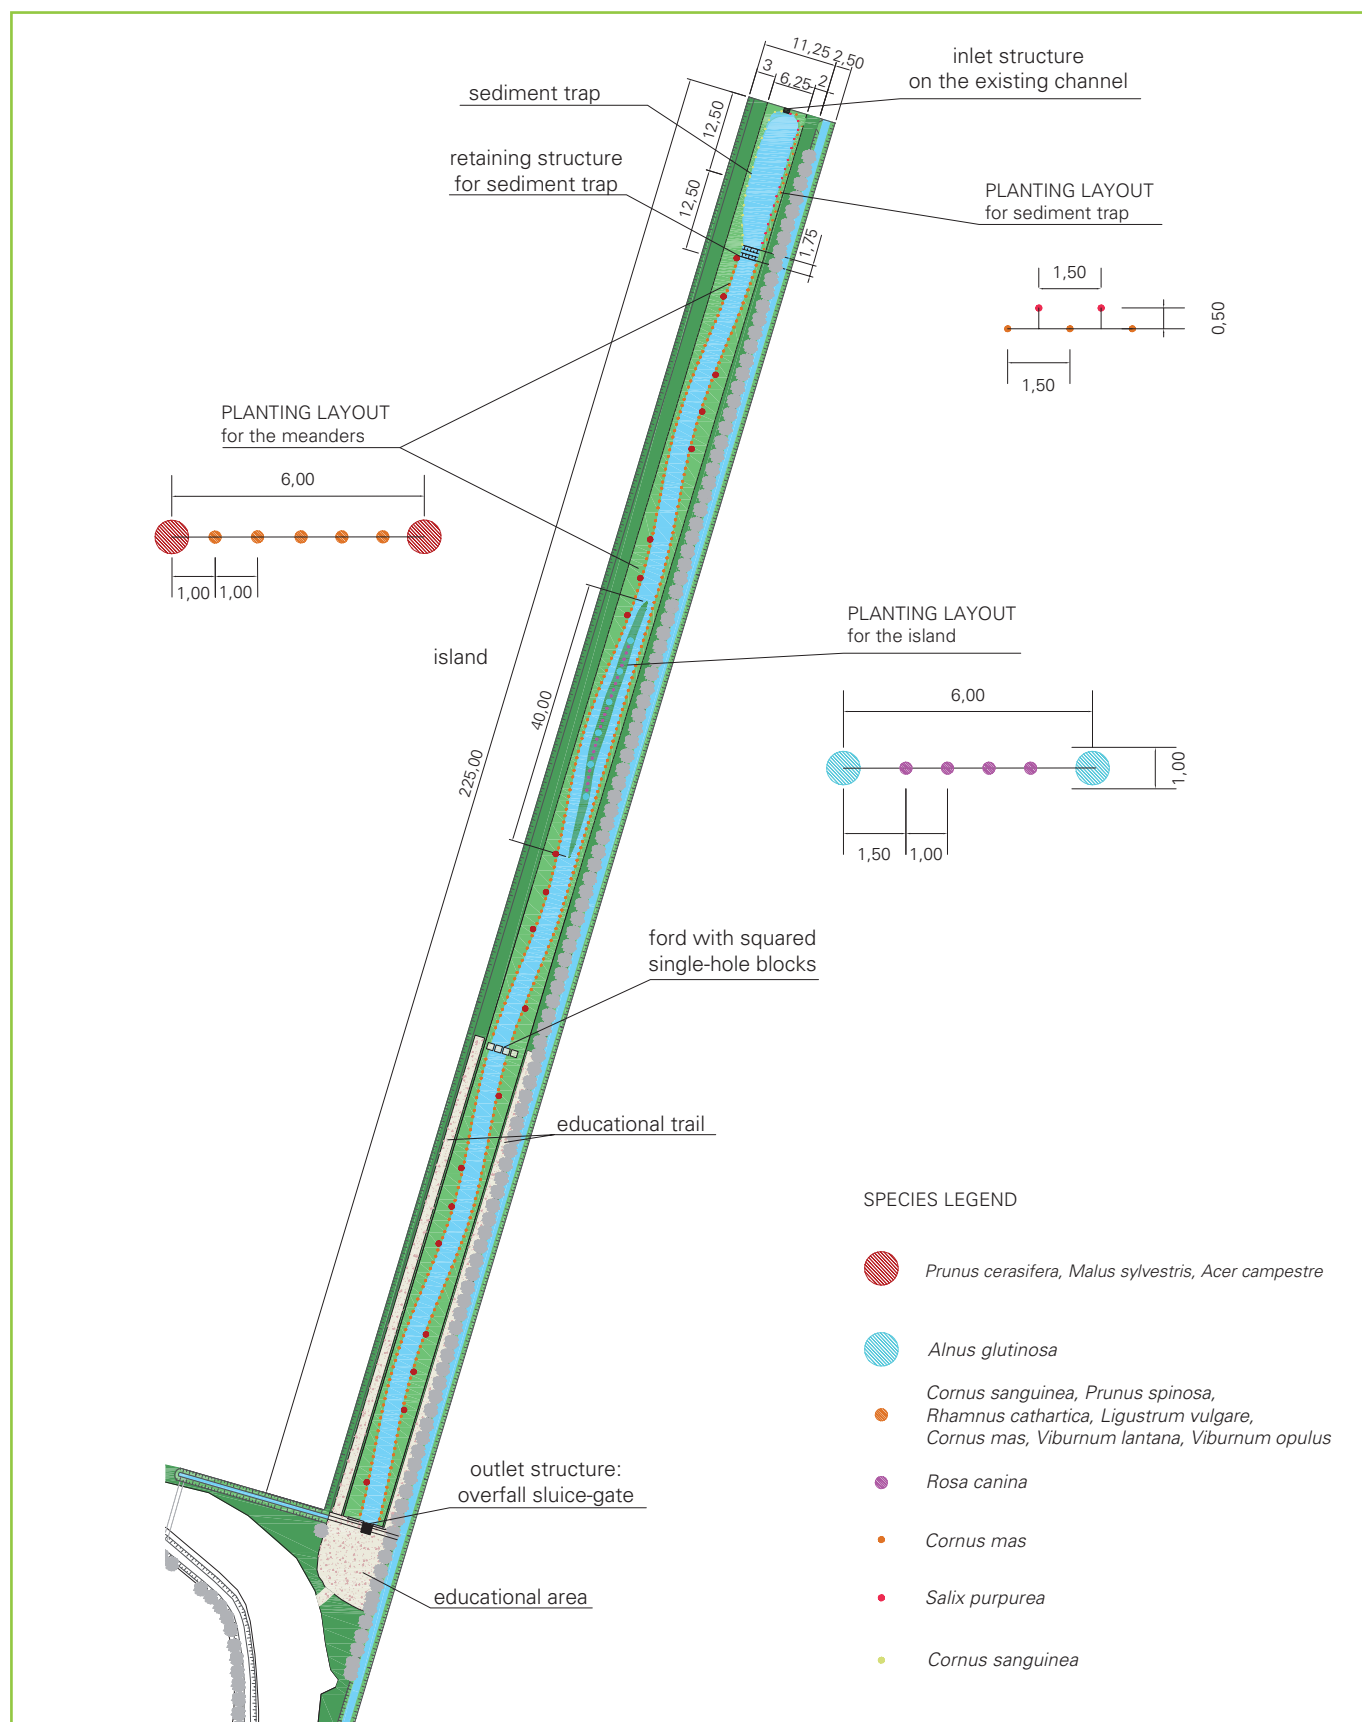 11,25
2,50
3
6,25
2
inlet structure
on the existing channel
sediment trap
12,50
retaining structure
for sediment trap
12,50
PLANTING LAYOUT
for sediment trap
1,75
1,50
0,50
1,50
PLANTING LAYOUT
for the meanders
6,00
1,00
1,00
PLANTING LAYOUT
for the island
island
40,00
225,00
6,00
1,00
1,50
1,00
ford with squared
single-hole blocks
educational trail
SPECIES LEGEND
Prunus cerasifera, Malus sylvestris, Acer campestre
Alnus glutinosa
Cornus sanguinea, Prunus spinosa,
Rhamnus cathartica, Ligustrum vulgare,
Cornus mas, Viburnum lantana, Viburnum opulus
Rosa canina
Cornus mas
Salix purpurea
Cornus sanguinea
outlet structure:
overfall sluice-gate
educational area